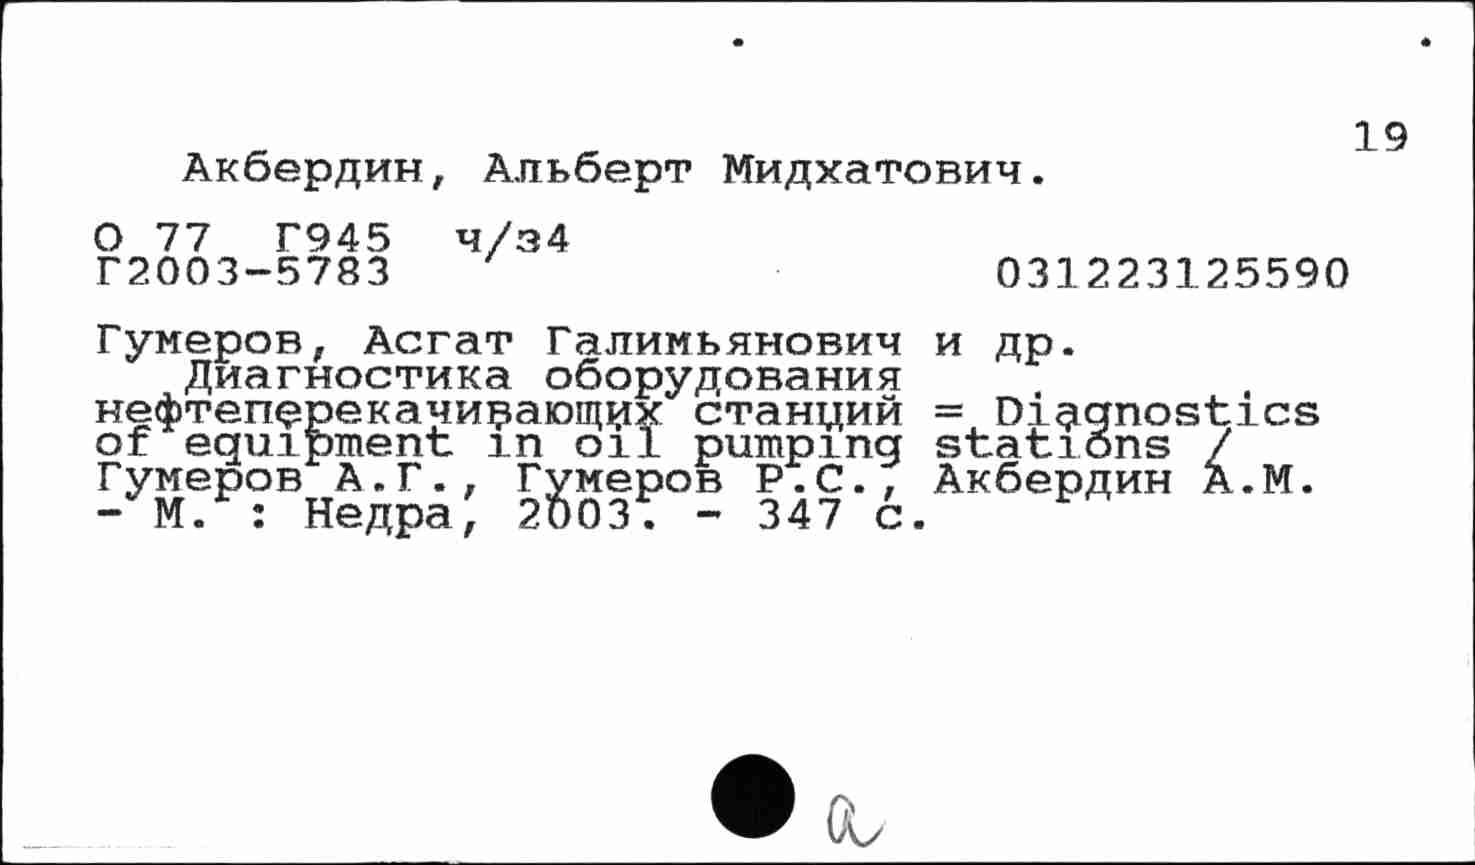 19
Акбердин, Альберт Мидхатович.
О 77 Г945 ч/з4
Г2003-5783 031223125590
Гумеров, Асгат Галимьянович и др.
Диагностика оборудования
нефтеперекачивающих станций = Diagnostics
of equipment in oil pumping stations /
Гумеров А.Г., Гумеров Р.С., Акбердин А.М.
- М. : Недра, 2003. - 347 с.
а